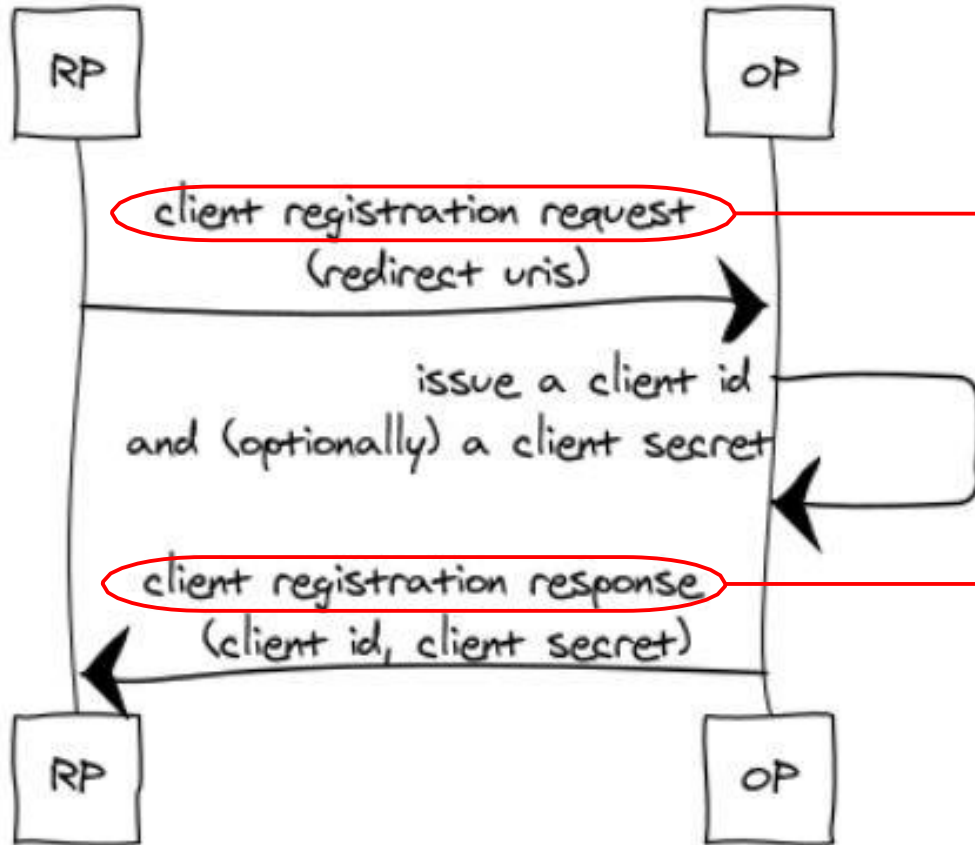 RP
OP
client registration request
(redirect uris)
issue a client id
and (optionally) a client secret
client registration response
(client id, client secret)
RP
OP